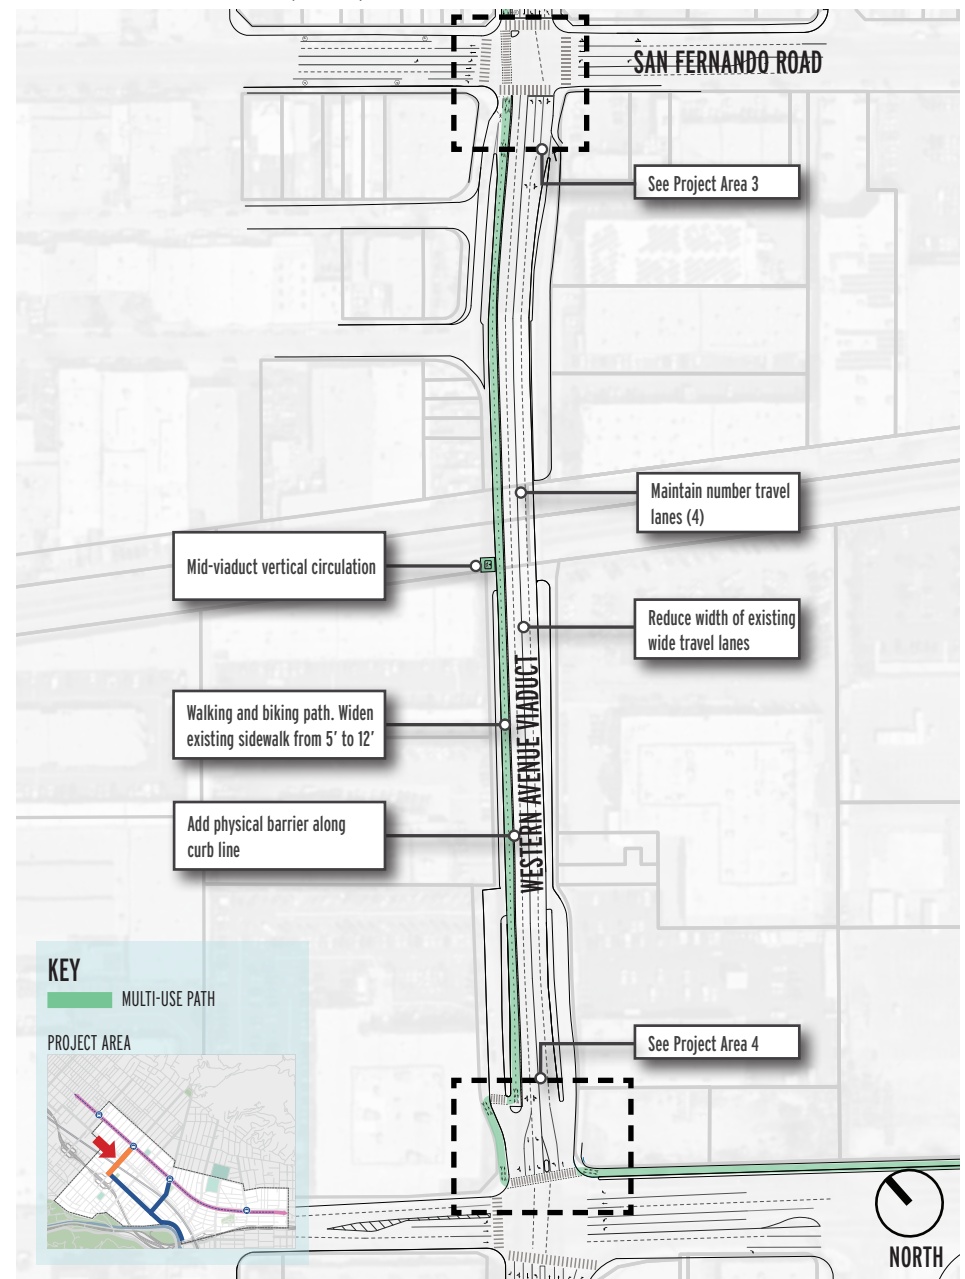 SAN FERNANDO ROAD
See Project Area 3
Maintain number travel
lanes (4)
Mid-viaduct vertical circulation
Reduce width of existing
wide travel lanes
WESTERN AVENUE VIADUCT
Walking and biking path. Widen
existing sidewalk from 5’ to 12’
Add physical barrier along
curb line
See Project Area 4
KEY
MULTI-USE PATH
PROJECT AREA
NORTH